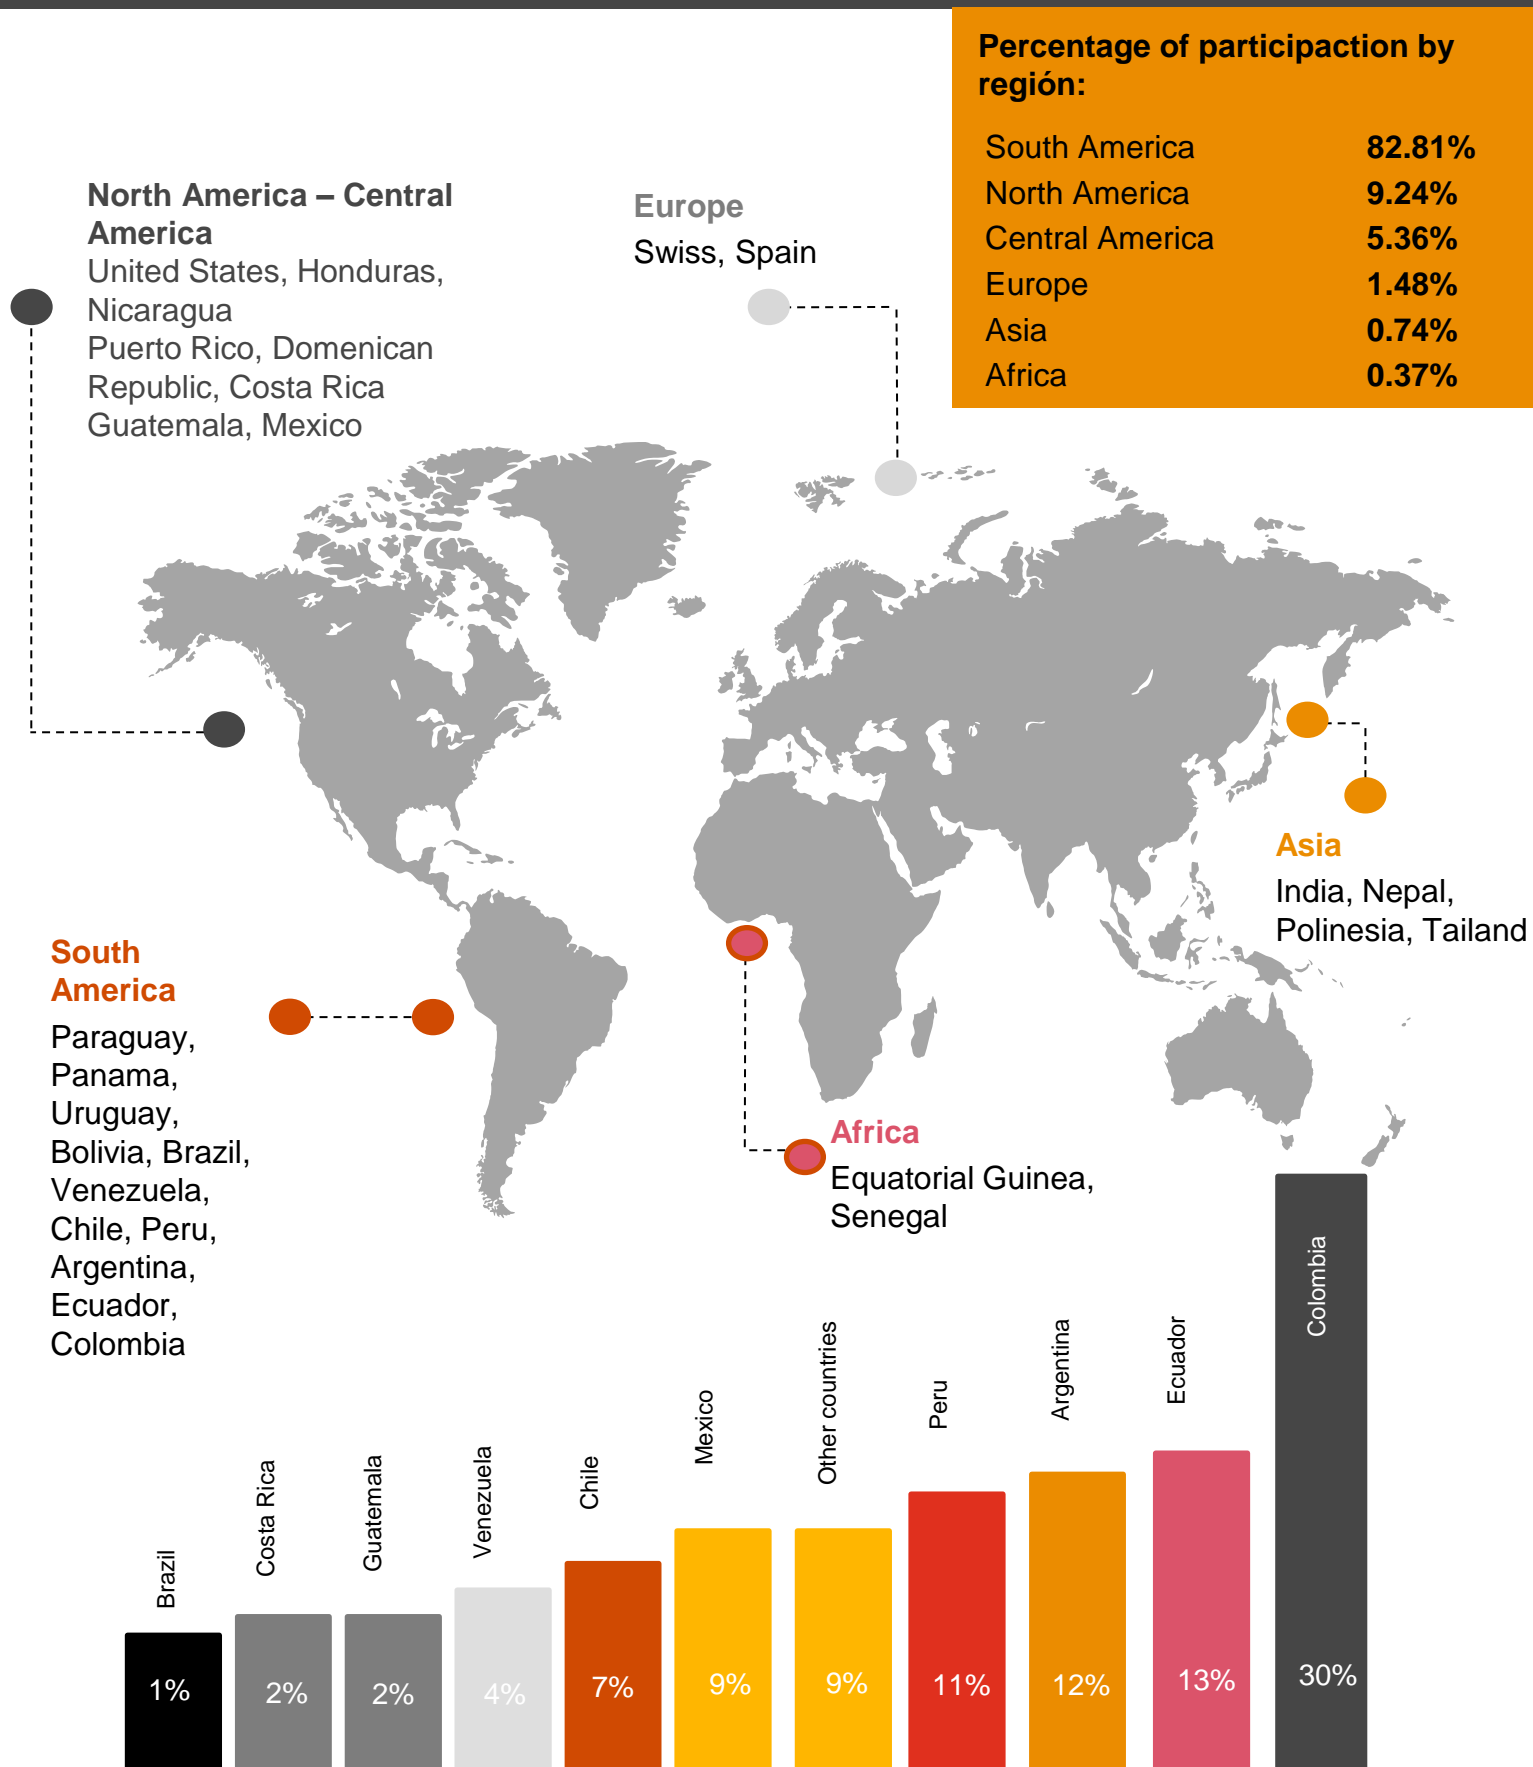 Percentage of participaction by
región:
South America 82.81%
North America 9.24%
Central America 5.36%
Europe 1.48%
Asia 0.74%
Africa 0.37%
North America – Central
America
United States, Honduras,
Nicaragua
Puerto Rico, Domenican
Republic, Costa Rica
Guatemala, Mexico
Europe
Swiss, Spain
Asia
India, Nepal,
Polinesia, Tailand
South
America
Paraguay,
Panama,
Uruguay,
Bolivia, Brazil,
Venezuela,
Chile, Peru,
Argentina,
Ecuador,
Colombia
Africa
Equatorial Guinea,
Senegal
Brazil
Costa Rica
Guatemala
Venezuela
Chile
Mexico
Other countries
Peru
Argentina
Ecuador
Colombia
1%
2%
2%
4%
7%
9%
9%
11%
12%
13%
30%